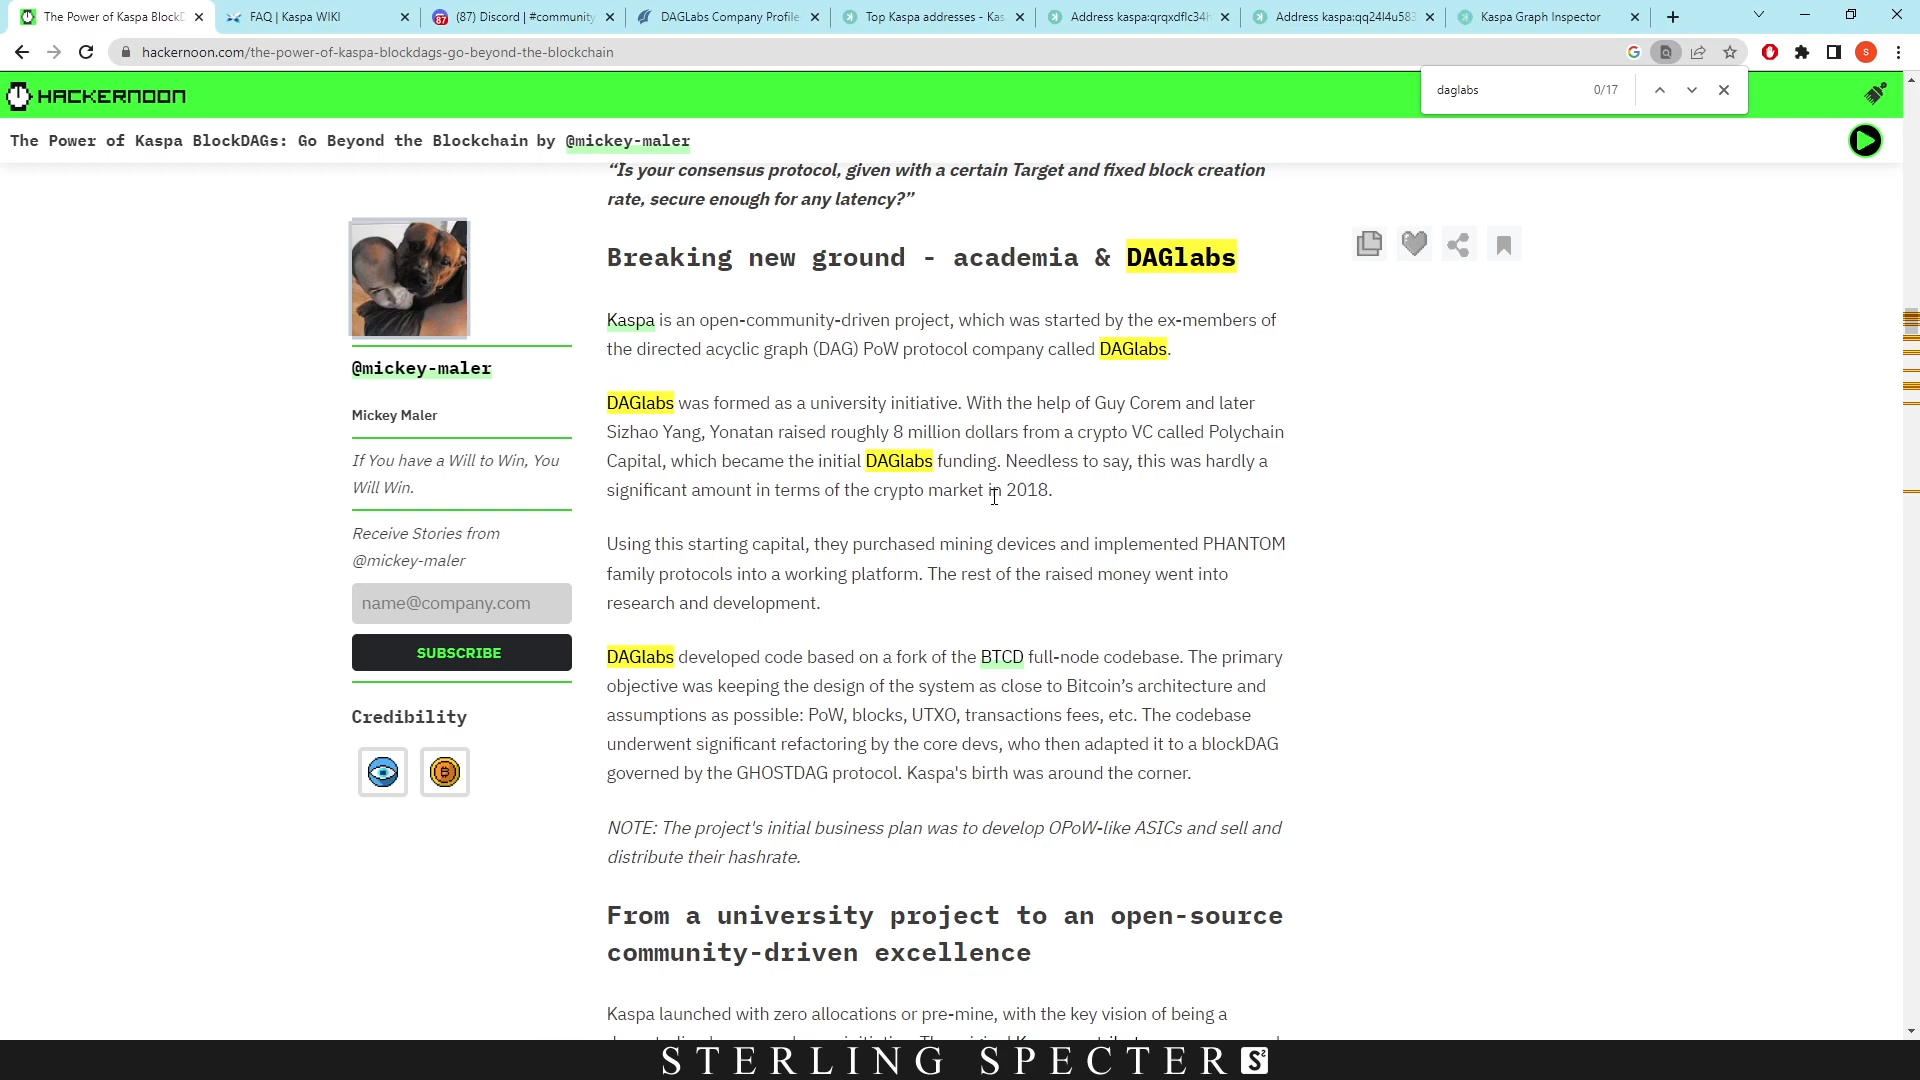 The Power of Kaspa BlockD
FAQ | Kaspa WIKI
87
(87) Discord | #community
DAGLabs Company Profile
Top Kaspa addresses - Kas
Address kaspa:qrqxdflc34h
Address kaspa:qq24l4u583
Kaspa Graph Inspector
hackernoon.com/the-power-of-kaspa-blockdags-go-beyond-the-blockchain
S
daglabs
0/17
HACKERNOON
The Power of Kaspa BlockDAGs: Go Beyond the Blockchain by @mickey-maler
“Is your consensus protocol, given with a certain Target and fixed block creation
rate, secure enough for any latency?”
Breaking new ground - academia & DAGlabs
Kaspa is an open-community-driven project, which was started by the ex-members of
the directed acyclic graph (DAG) PoW protocol company called DAGlabs.
DAGlabs was formed as a university initiative. With the help of Guy Corem and later
Sizhao Yang, Yonatan raised roughly 8 million dollars from a crypto VC called Polychain
Capital, which became the initial DAGlabs funding. Needless to say, this was hardly a
significant amount in terms of the crypto market in 2018.
Using this starting capital, they purchased mining devices and implemented PHANTOM
family protocols into a working platform. The rest of the raised money went into
research and development.
DAGlabs developed code based on a fork of the BTCD full-node codebase. The primary
objective was keeping the design of the system as close to Bitcoin’s architecture and
assumptions as possible: PoW, blocks, UTXO, transactions fees, etc. The codebase
underwent significant refactoring by the core devs, who then adapted it to a blockDAG
governed by the GHOSTDAG protocol. Kaspa's birth was around the corner.
NOTE: The project's initial business plan was to develop OPoW-like ASICs and sell and
distribute their hashrate.
From a university project to an open-source
community-driven excellence
Kaspa launched with zero allocations or pre-mine, with the key vision of being a
@mickey-maler
Mickey Maler
If You have a Will to Win, You
Will Win.
Receive Stories from
@mickey-maler
name@company.com
SUBSCRIBE
Credibility
STERLING SPECTER S²